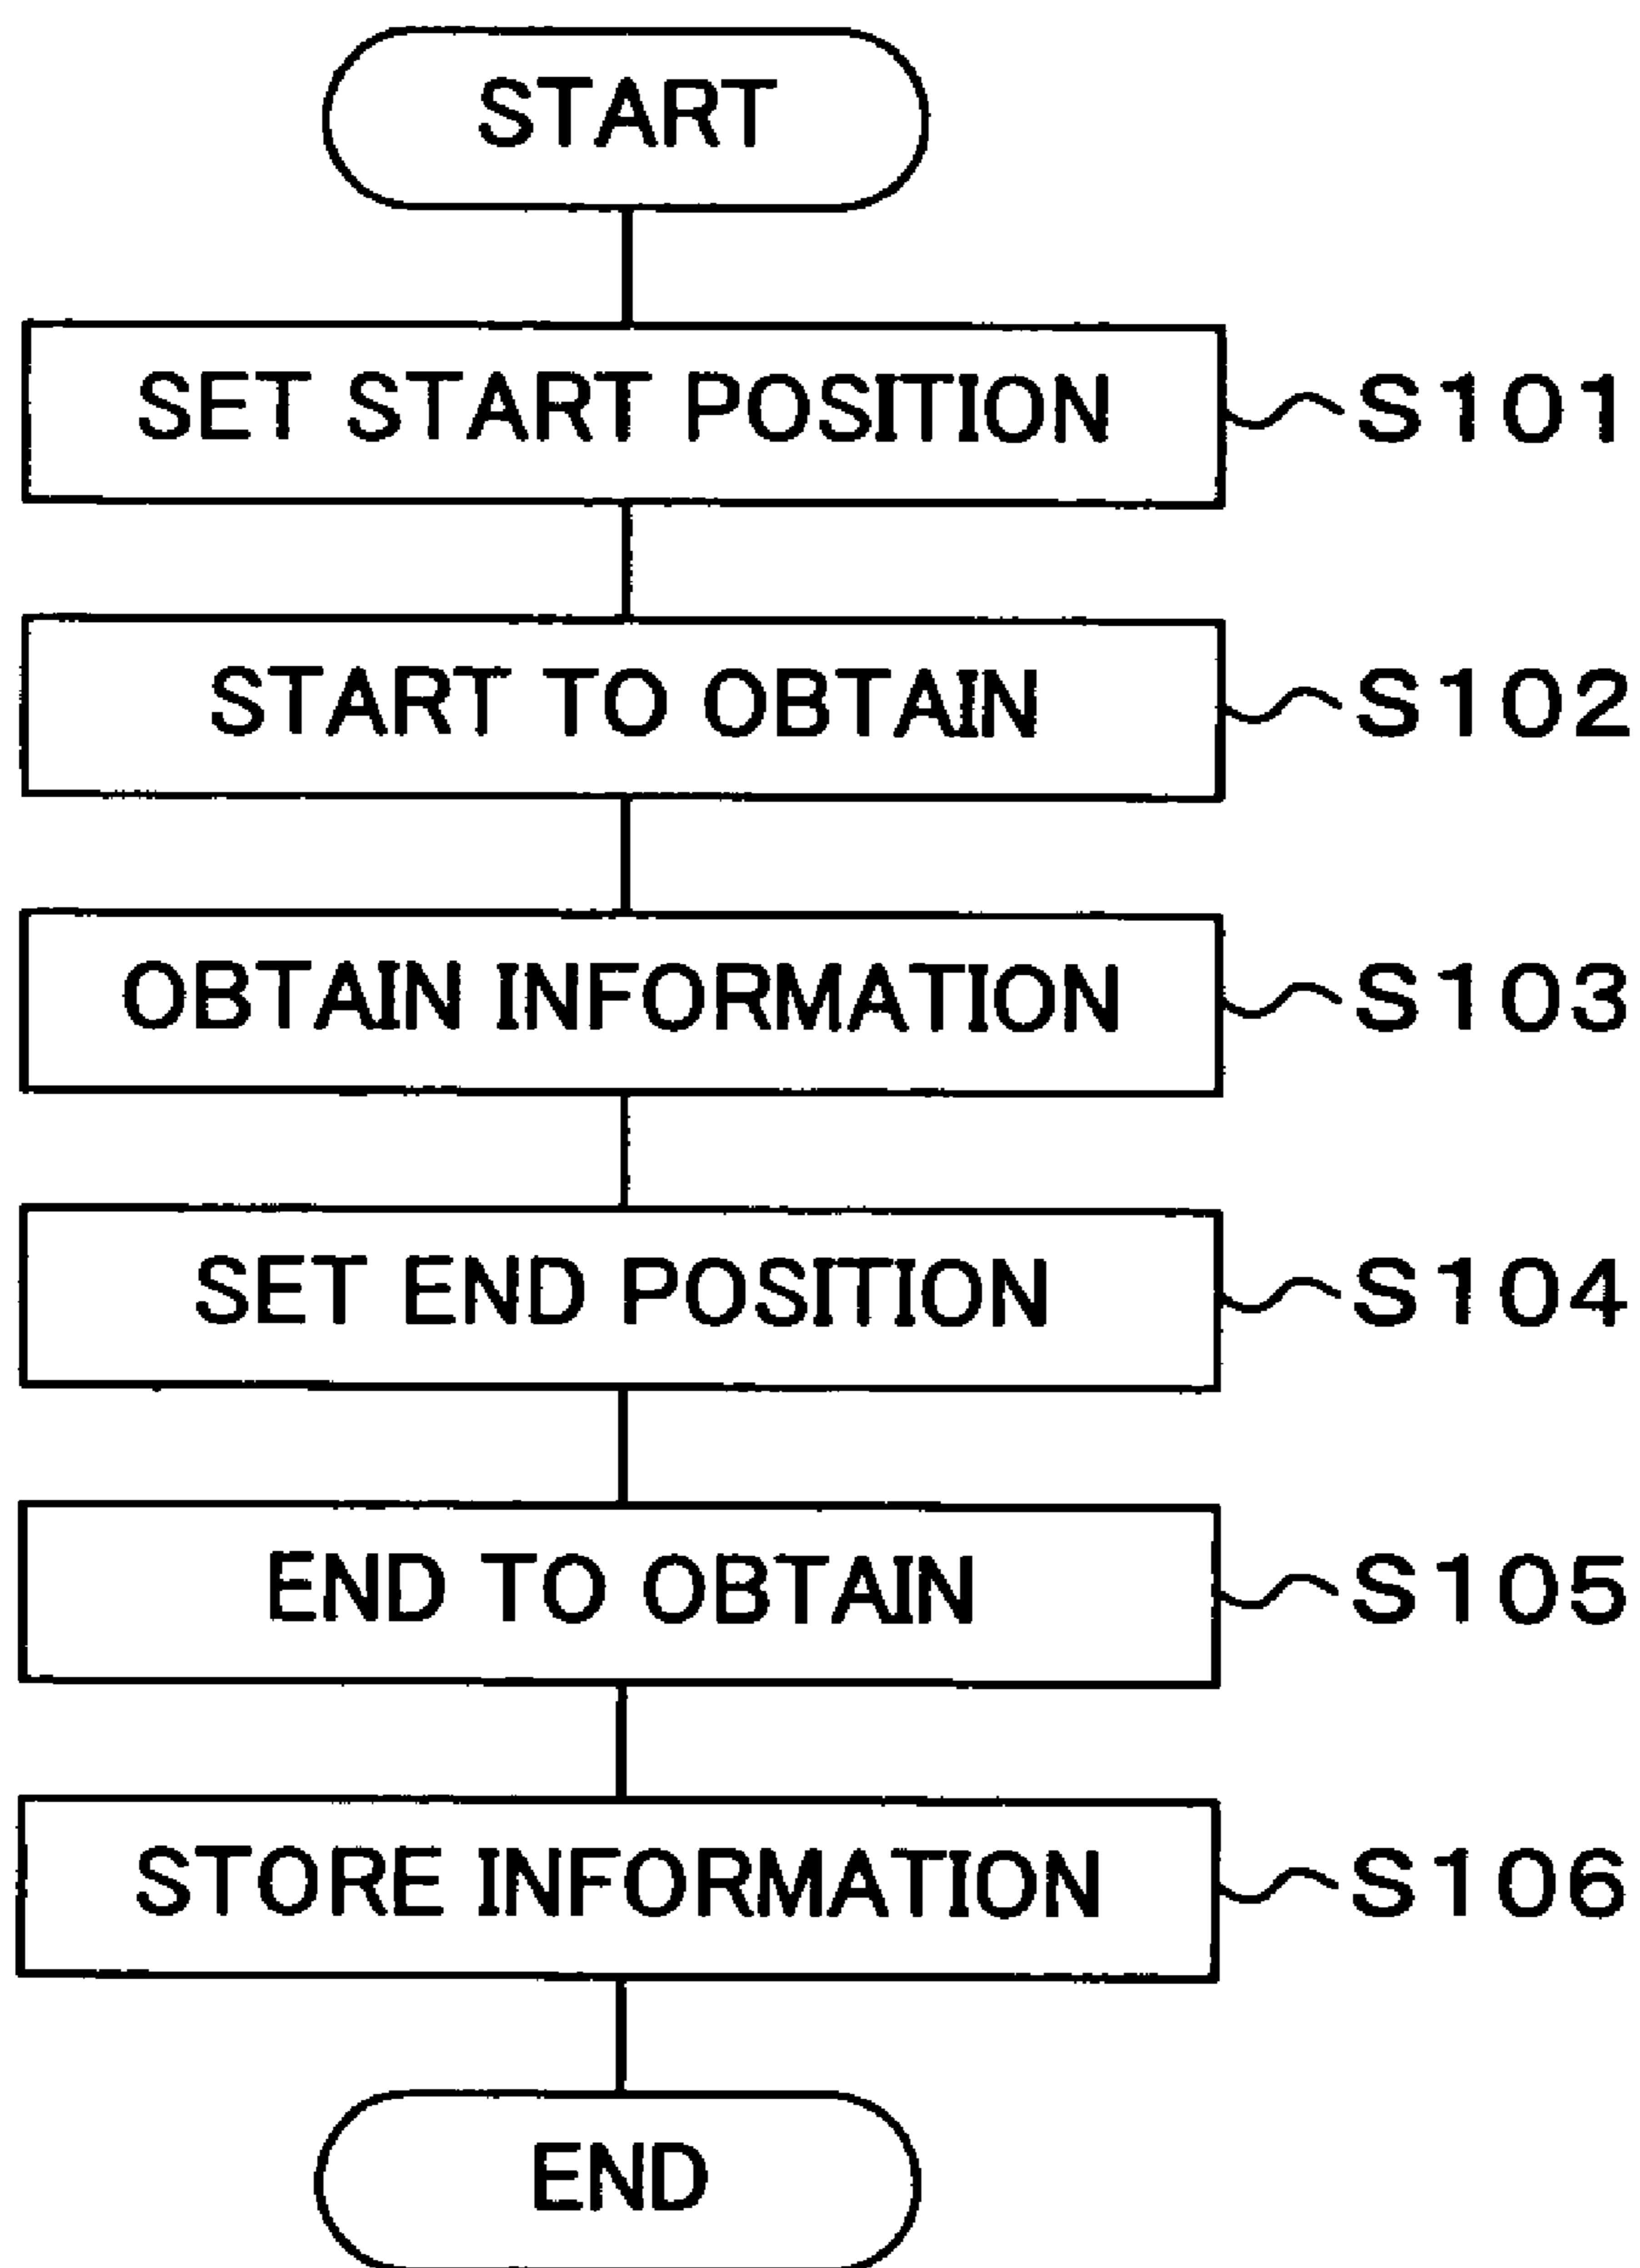 START
SET START POSITION S101
START TO OBTAIN S102
OBTAIN INFORMATION S103
SET END POSITION S104
END TO OBTAIN S105
STORE INFORMATION S106
END